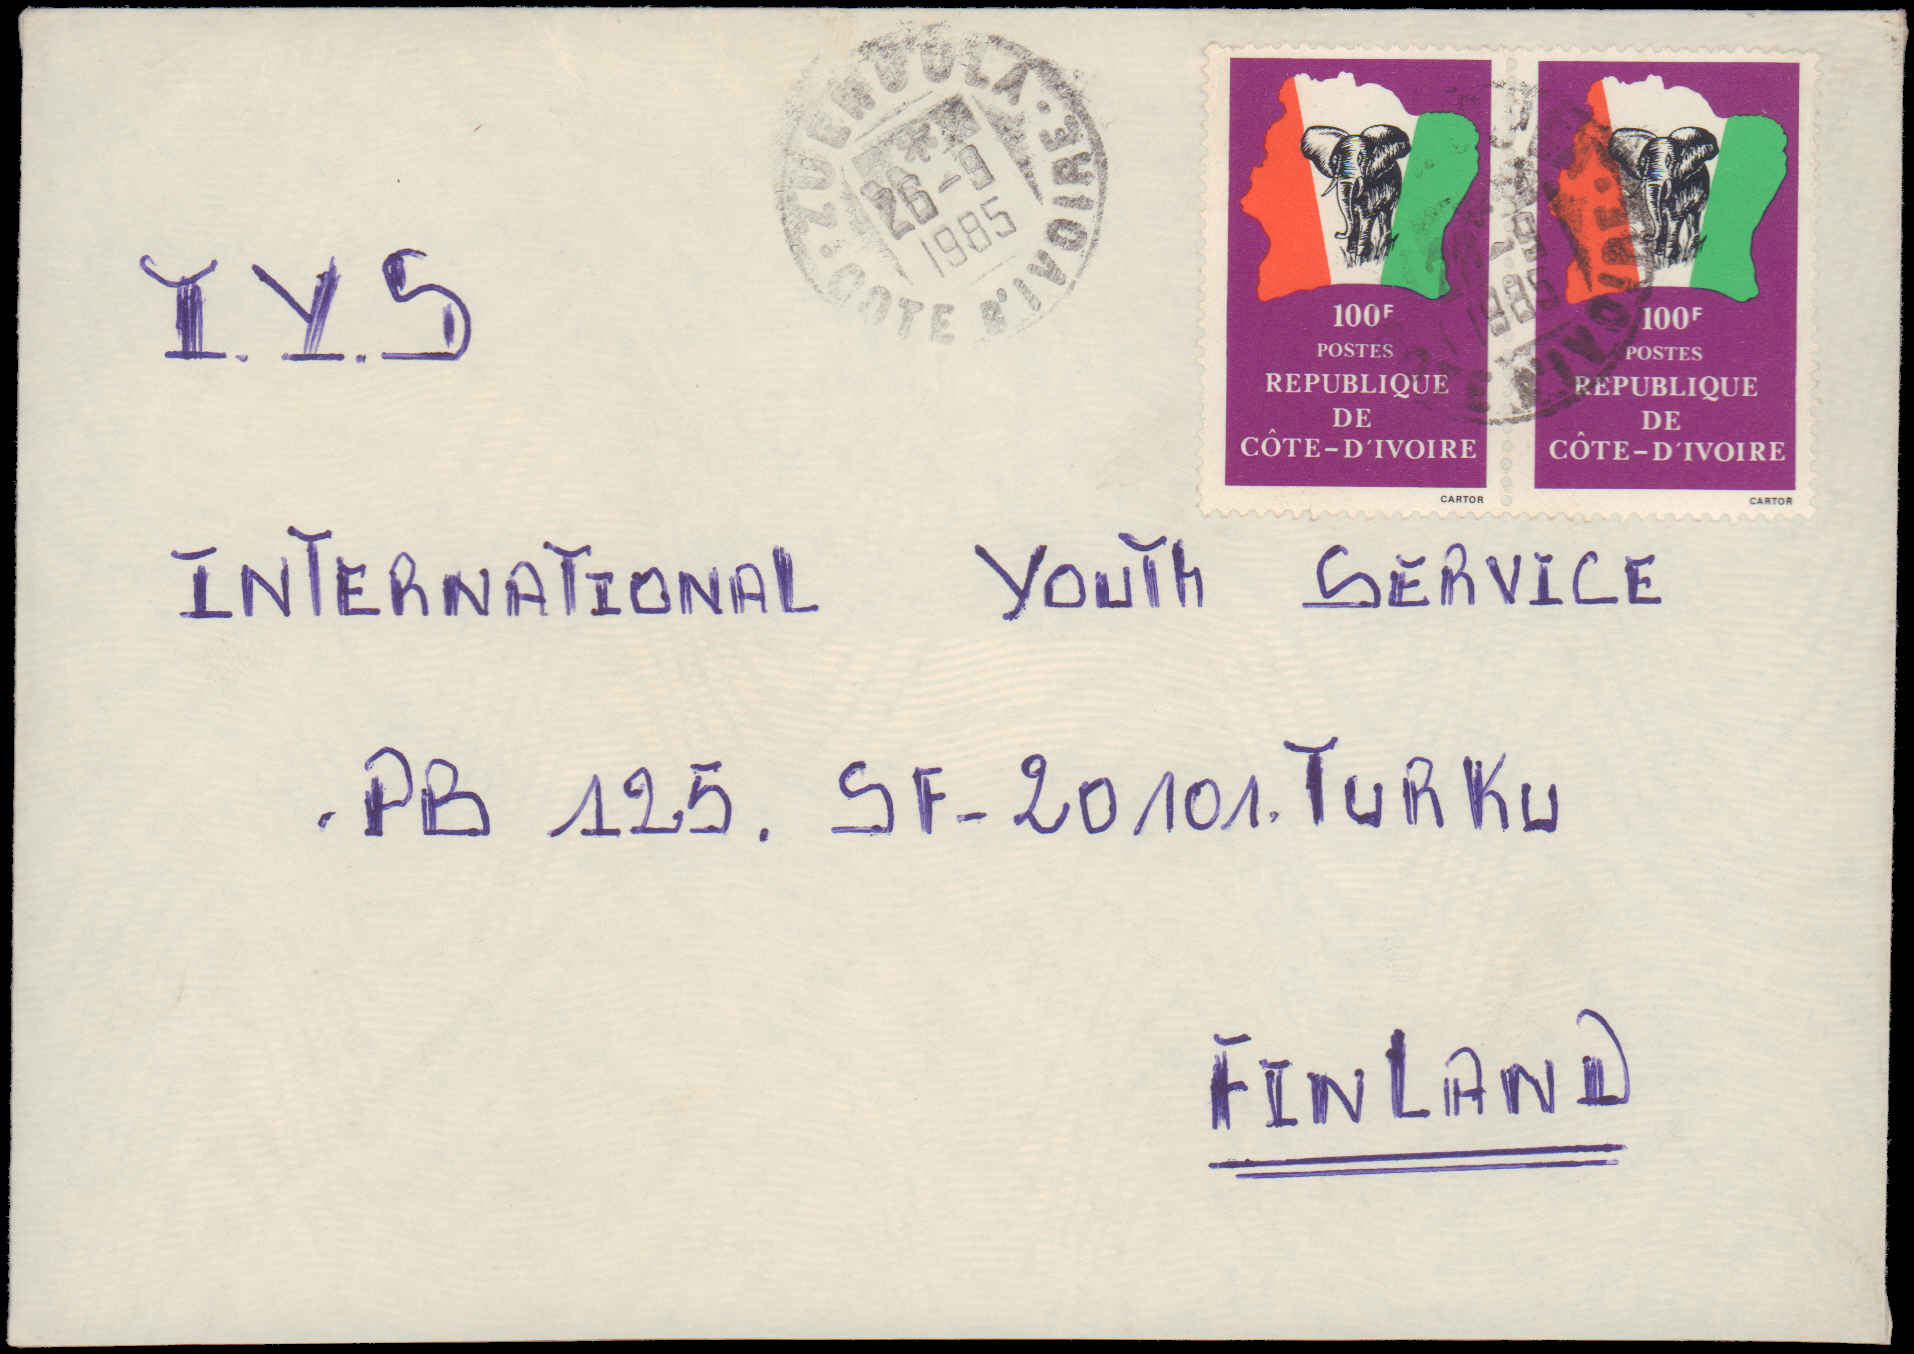 ZUENOULA · COTE D'IVOIRE
26-9
1985
100F
POSTES
REPUBLIQUE
DE
CÔTE-D'IVOIRE
CARTOR
100F
POSTES
REPUBLIQUE
DE
CÔTE-D'IVOIRE
CARTOR
I.Y.S
INTERNATIONAL YOUTH SERVICE
.PB 125. SF-20101.TURKU
FINLAND